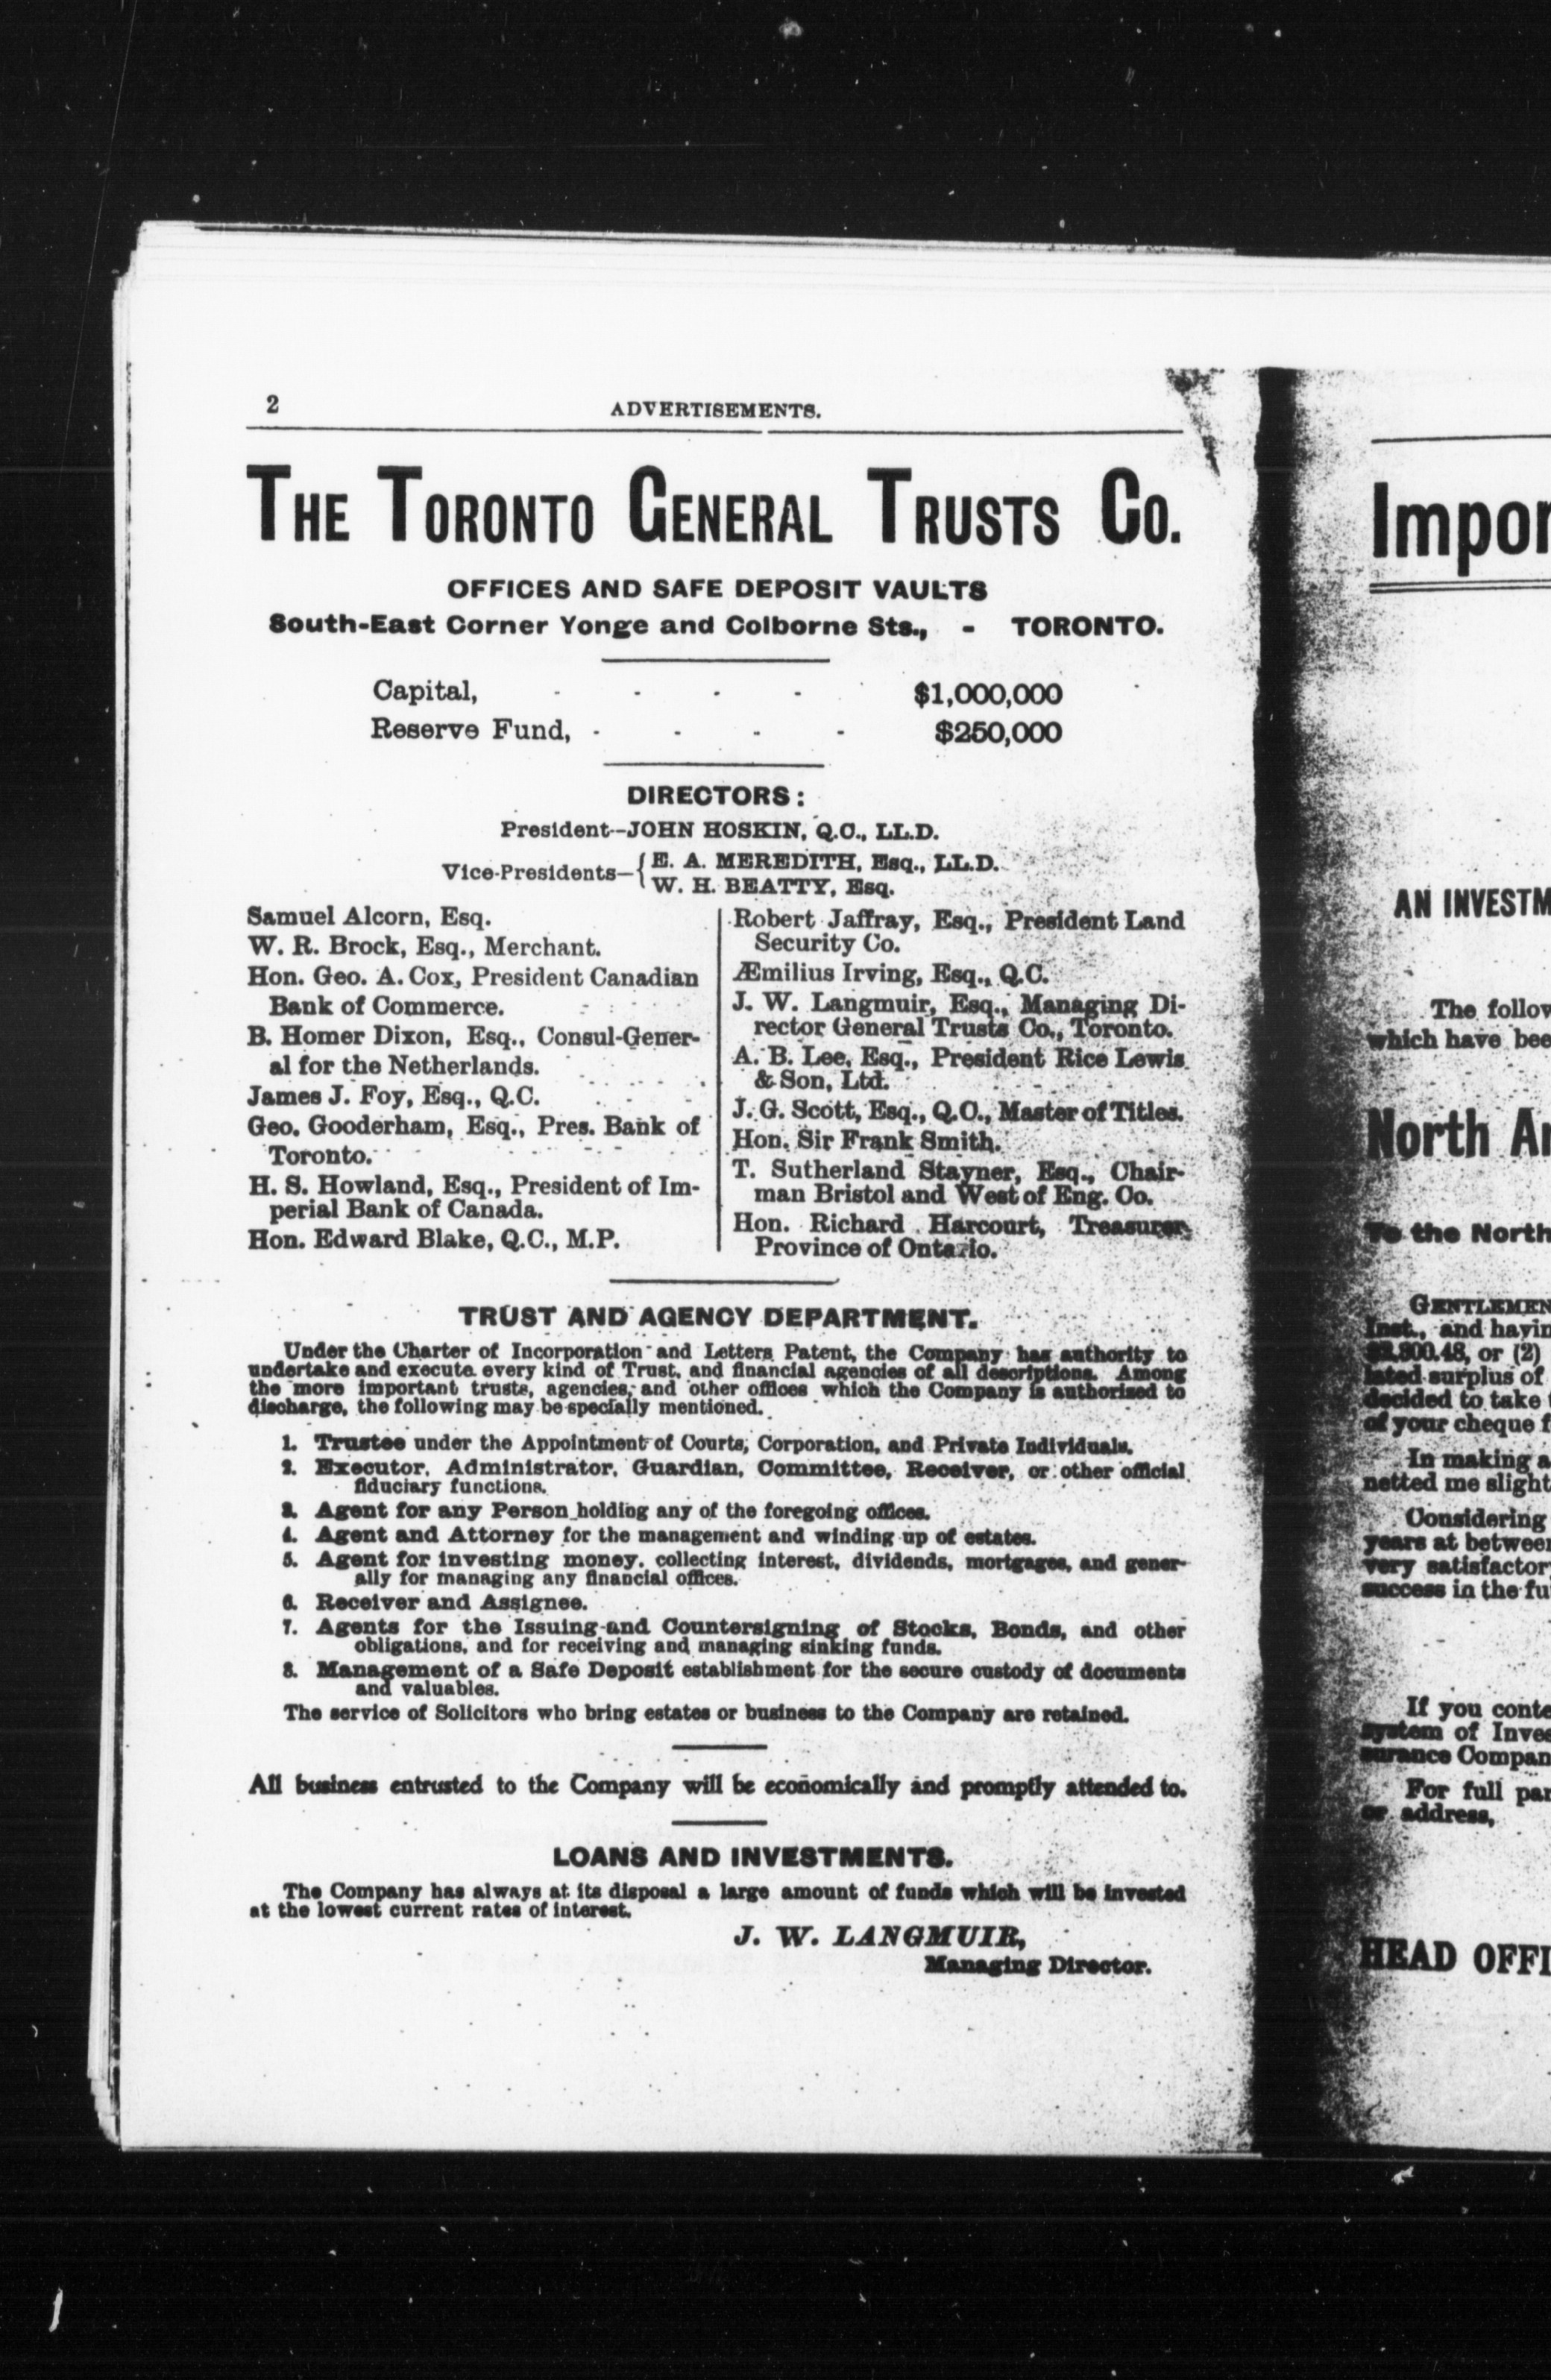 2 ADVERTISEMENTS.
THE TORONTO GENERAL TRUSTS CO.
OFFICES AND SAFE DEPOSIT VAULTS
South-East Corner Yonge and Colborne Sts., - TORONTO.
Capital, - - - - $1,000,000
Reserve Fund, - - - - $250,000
DIRECTORS:
President--JOHN HOSKIN, Q.C., LL.D.
Vice-Presidents—{ E. A. MEREDITH, Esq., LL.D.
W. H. BEATTY, Esq.
Samuel Alcorn, Esq.
W. R. Brock, Esq., Merchant.
Hon. Geo. A. Cox, President Canadian
Bank of Commerce.
B. Homer Dixon, Esq., Consul-Gener-
al for the Netherlands.
James J. Foy, Esq., Q.C.
Geo. Gooderham, Esq., Pres. Bank of
Toronto.
H. S. Howland, Esq., President of Im-
perial Bank of Canada.
Hon. Edward Blake, Q.C., M.P.
Robert Jaffray, Esq., President Land
Security Co.
Æmilius Irving, Esq., Q.C.
J. W. Langmuir, Esq., Managing Di-
rector General Trusts Co., Toronto.
A. B. Lee, Esq., President Rice Lewis
& Son, Ltd.
J. G. Scott, Esq., Q.C., Master of Titles.
Hon. Sir Frank Smith.
T. Sutherland Stayner, Esq., Chair-
man Bristol and West of Eng. Co.
Hon. Richard Harcourt, Treasurer,
Province of Ontario.
TRUST AND AGENCY DEPARTMENT.
Under the Charter of Incorporation and Letters Patent, the Company has authority to
undertake and execute every kind of Trust, and financial agencies of all descriptions. Among
the more important trusts, agencies, and other offices which the Company is authorized to
discharge, the following may be specially mentioned.
1. Trustee under the Appointment of Courts, Corporation, and Private Individuals.
2. Executor, Administrator, Guardian, Committee, Receiver, or other official
fiduciary functions.
3. Agent for any Person holding any of the foregoing offices.
4. Agent and Attorney for the management and winding up of estates.
5. Agent for investing money, collecting interest, dividends, mortgages, and gener-
ally for managing any financial offices.
6. Receiver and Assignee.
7. Agents for the Issuing and Countersigning of Stocks, Bonds, and other
obligations, and for receiving and managing sinking funds.
8. Management of a Safe Deposit establishment for the secure custody of documents
and valuables.
The service of Solicitors who bring estates or business to the Company are retained.
All business entrusted to the Company will be economically and promptly attended to.
LOANS AND INVESTMENTS.
The Company has always at its disposal a large amount of funds which will be invested
at the lowest current rates of interest.
J. W. LANGMUIR,
Managing Director.
Impor
AN INVESTM
The follow
which have bee
North Am
To the North
GENTLEMEN
Inst., and havin
$2,800.48, or (2)
lated surplus of
decided to take
of your cheque f
In making a
netted me slight
Considering
years at between
very satisfactor
success in the fu
If you conte
system of Inves
surance Compan
For full par
or address,
HEAD OFFI